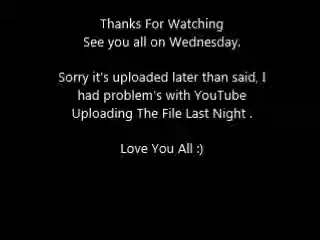 Thanks For Watching
See you all on Wednesday.
Sorry it's uploaded later than said, I
had problem's with YouTube
Uploading The File Last Night .
Love You All :)